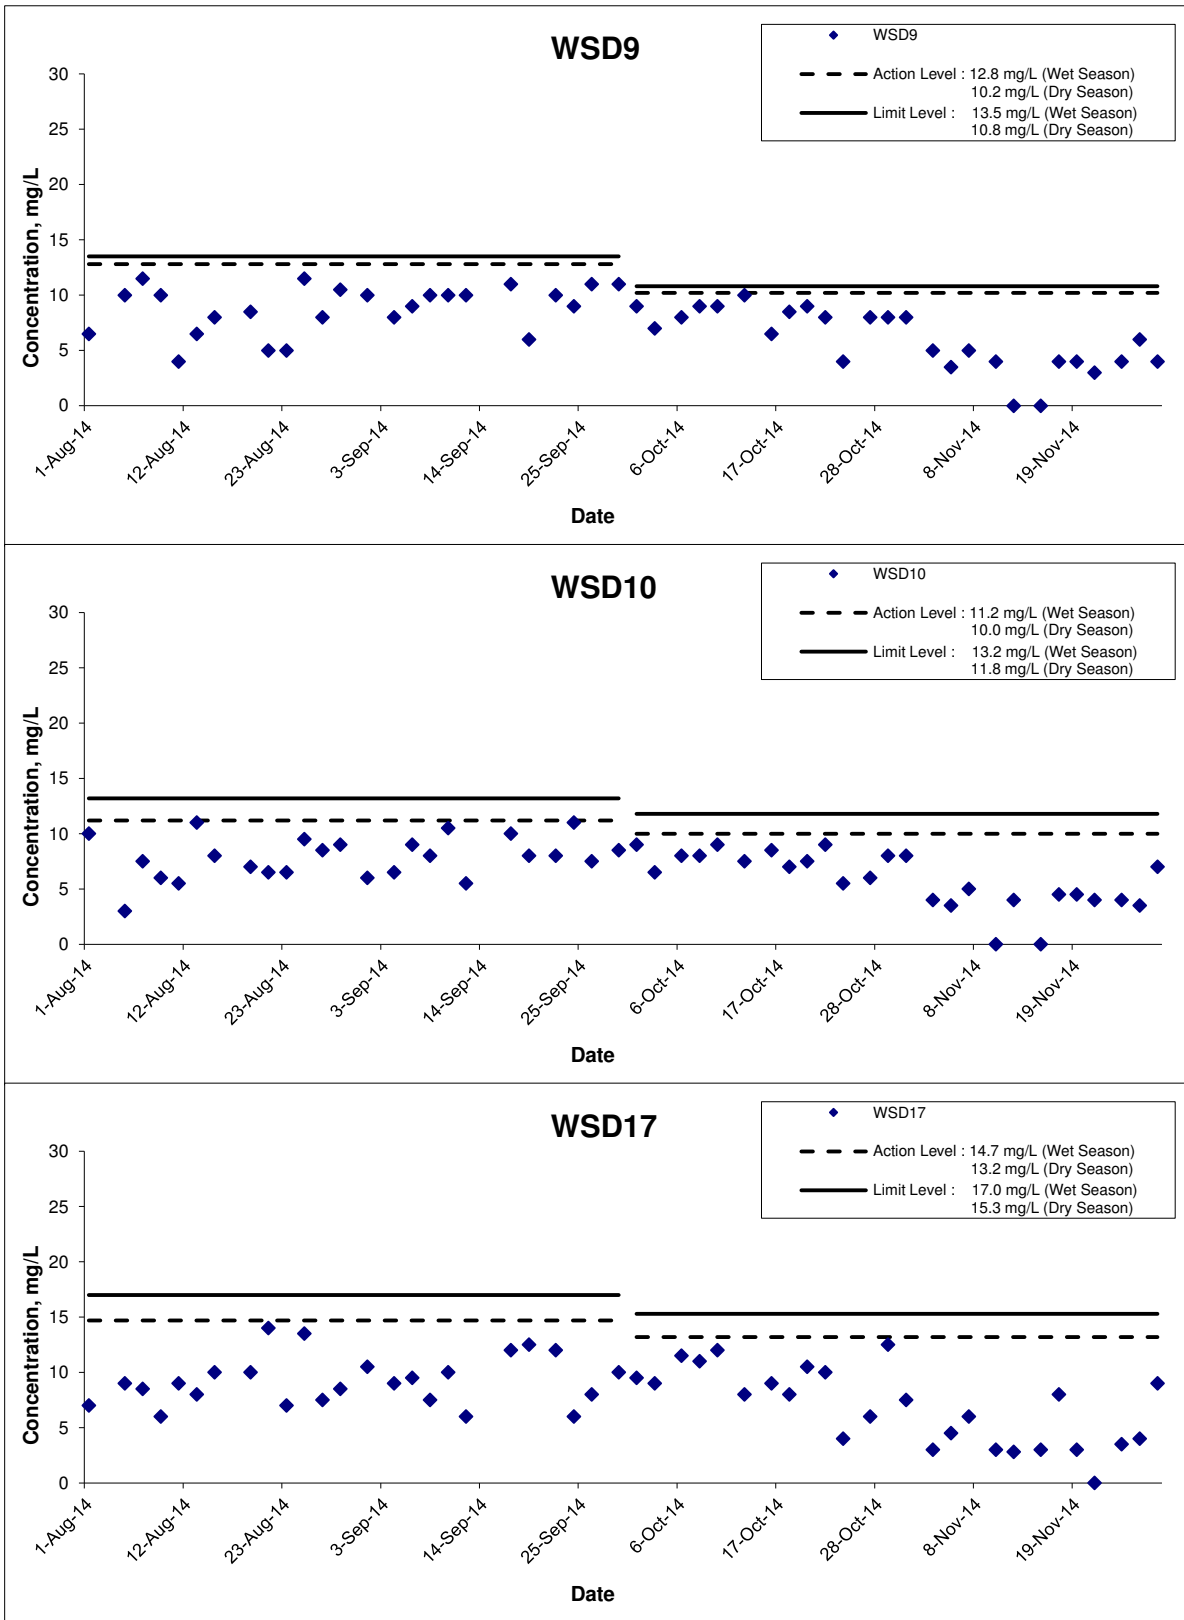 WSD9
WSD9
Action Level : 12.8 mg/L (Wet Season)
10.2 mg/L (Dry Season)
Limit Level : 13.5 mg/L (Wet Season)
10.8 mg/L (Dry Season)
Concentration, mg/L
30
25
20
15
10
5
0
1-Aug-14
12-Aug-14
23-Aug-14
3-Sep-14
14-Sep-14
25-Sep-14
6-Oct-14
17-Oct-14
28-Oct-14
8-Nov-14
19-Nov-14
Date
WSD10
WSD10
Action Level : 11.2 mg/L (Wet Season)
10.0 mg/L (Dry Season)
Limit Level : 13.2 mg/L (Wet Season)
11.8 mg/L (Dry Season)
Concentration, mg/L
30
25
20
15
10
5
0
1-Aug-14
12-Aug-14
23-Aug-14
3-Sep-14
14-Sep-14
25-Sep-14
6-Oct-14
17-Oct-14
28-Oct-14
8-Nov-14
19-Nov-14
Date
WSD17
WSD17
Action Level : 14.7 mg/L (Wet Season)
13.2 mg/L (Dry Season)
Limit Level : 17.0 mg/L (Wet Season)
15.3 mg/L (Dry Season)
Concentration, mg/L
30
25
20
15
10
5
0
1-Aug-14
12-Aug-14
23-Aug-14
3-Sep-14
14-Sep-14
25-Sep-14
6-Oct-14
17-Oct-14
28-Oct-14
8-Nov-14
19-Nov-14
Date